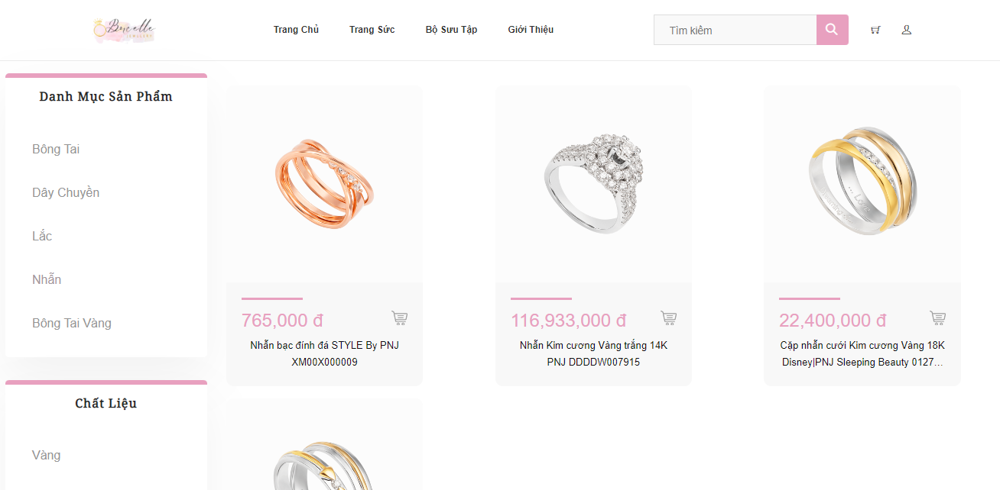 Brucelle
JEWELRY
Trang Chủ
Trang Sức
Bộ Sưu Tập
Giới Thiệu
Tìm kiếm
Danh Mục Sản Phẩm
Bông Tai
Dây Chuyền
Lắc
Nhẫn
Bông Tai Vàng
Chất Liệu
Vàng
765,000 đ
Nhẫn bạc đính đá STYLE By PNJ
XM00X000009
116,933,000 đ
Nhẫn Kim cương Vàng trắng 14K
PNJ DDDDW007915
... Love
22,400,000 đ
Cặp nhẫn cưới Kim cương Vàng 18K
Disney|PNJ Sleeping Beauty 0127...